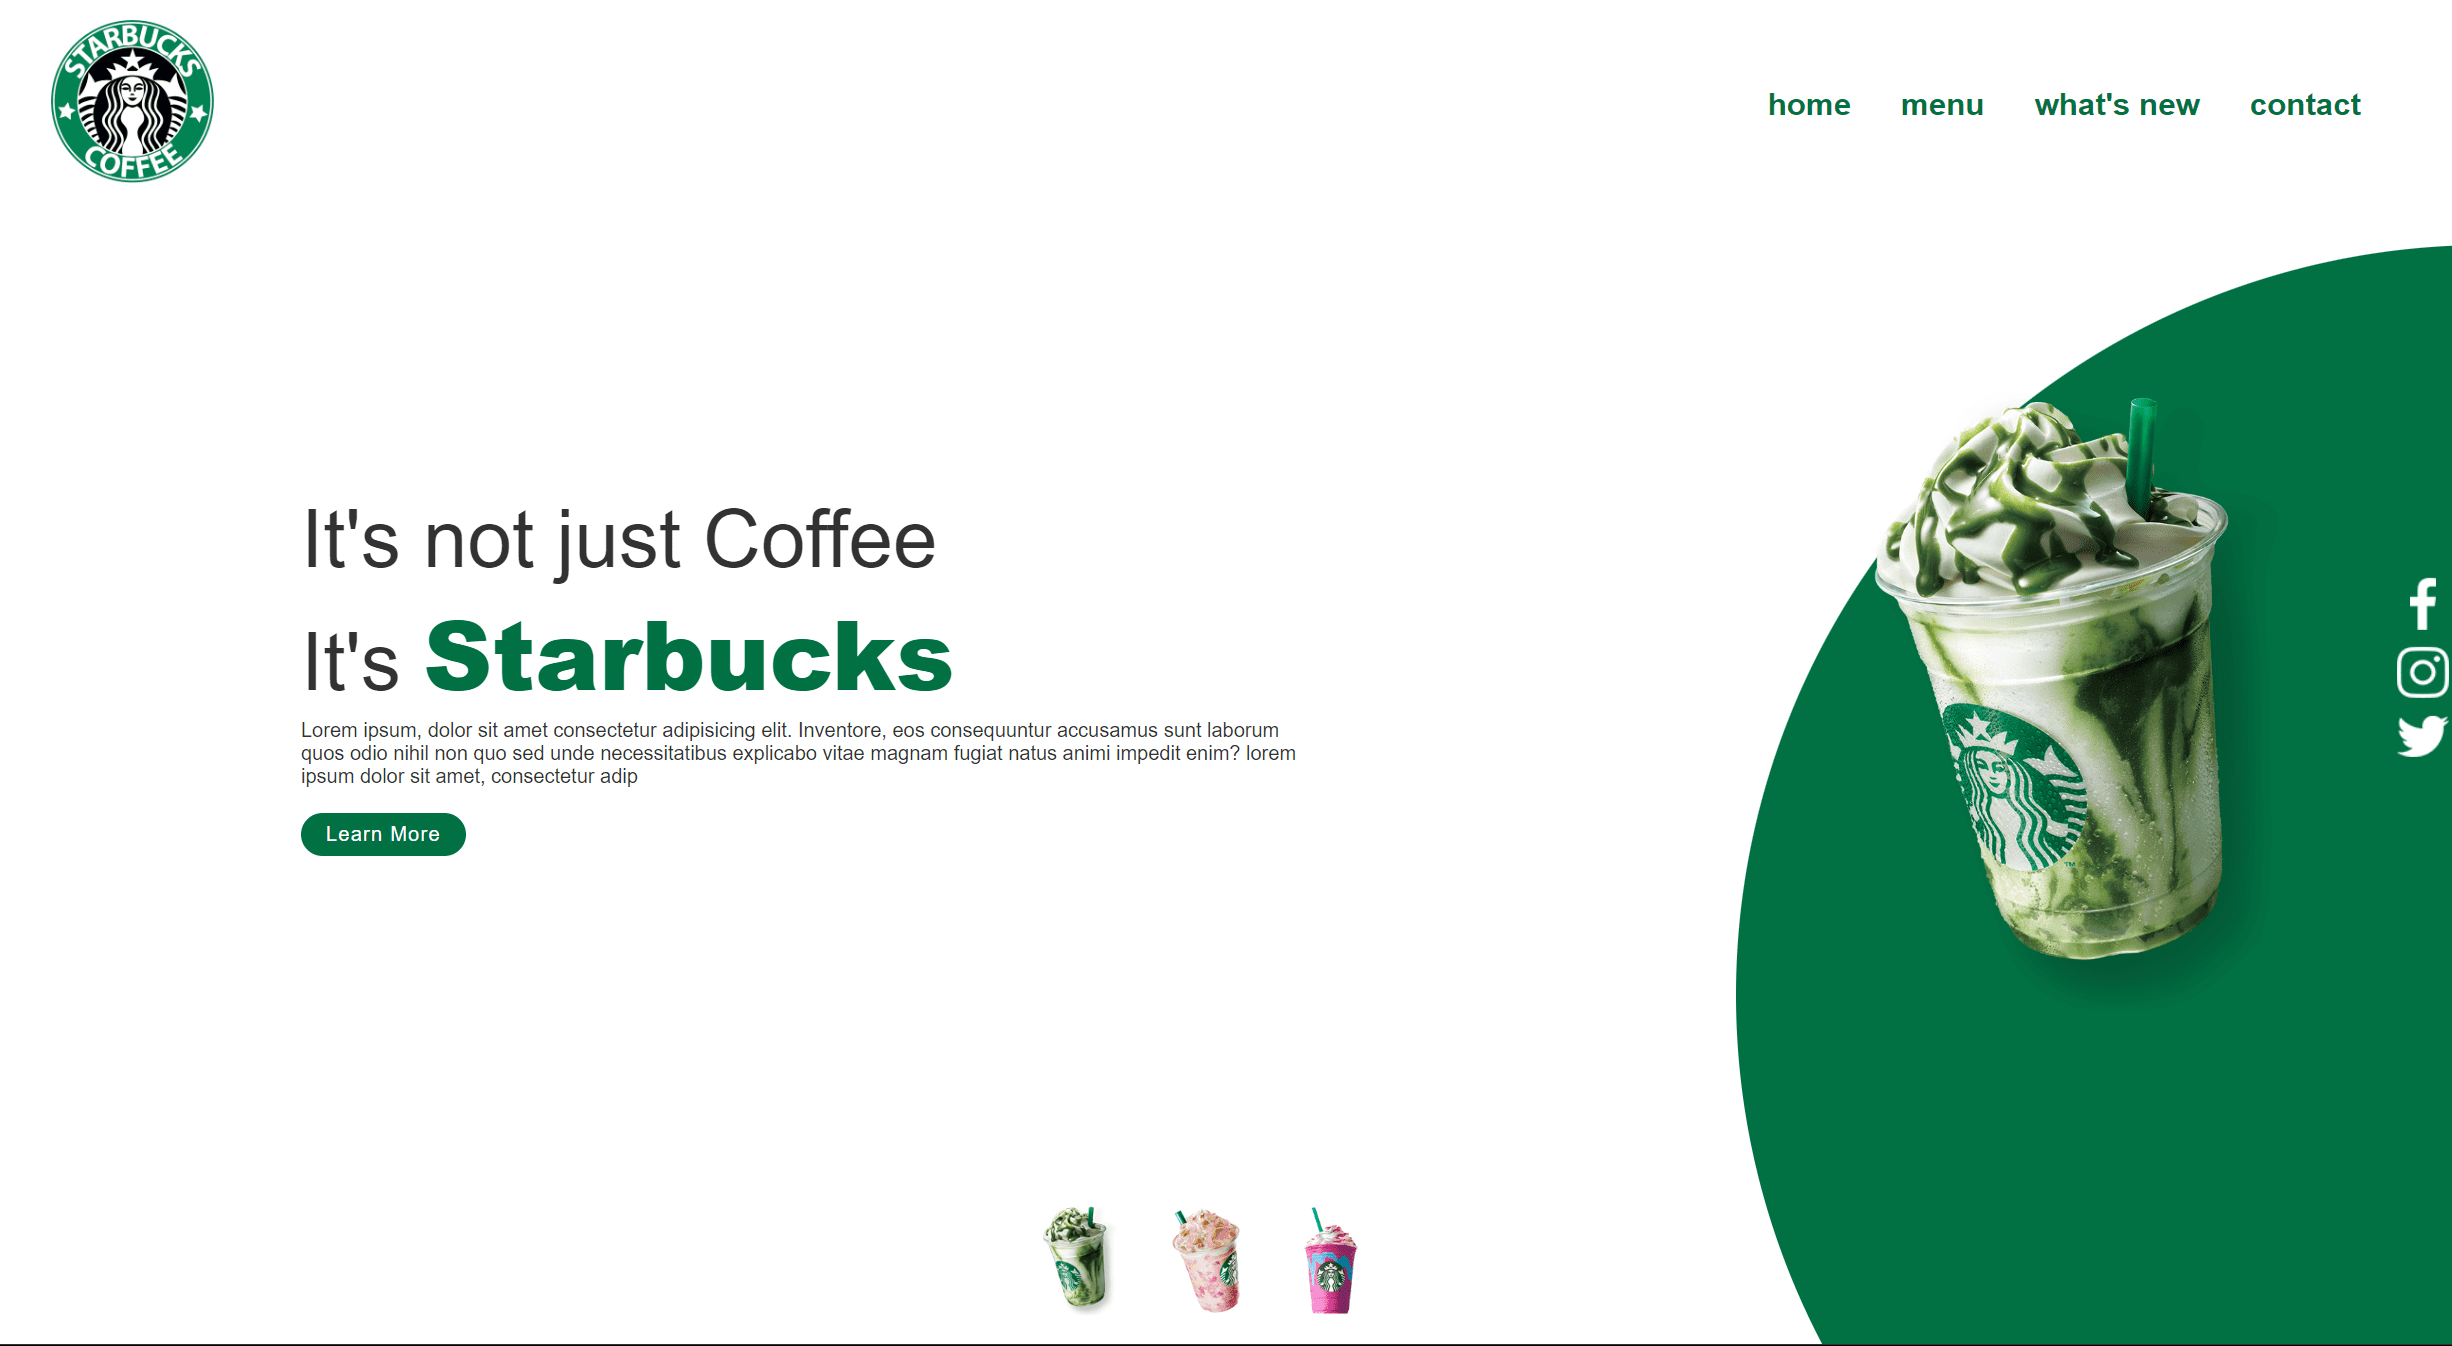 STARBUCKS
COFFEE
home menu what's new contact
It's not just Coffee
It's Starbucks
Lorem ipsum, dolor sit amet consectetur adipisicing elit. Inventore, eos consequuntur accusamus sunt laborum
quos odio nihil non quo sed unde necessitatibus explicabo vitae magnam fugiat natus animi impedit enim? lorem
ipsum dolor sit amet, consectetur adip
Learn More
TM